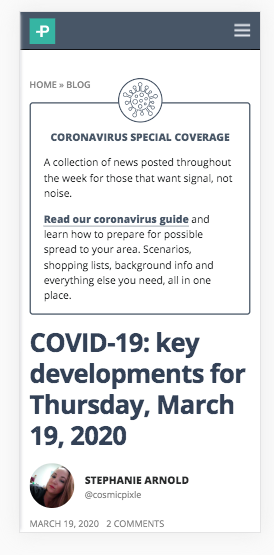 HOME » BLOG
CORONAVIRUS SPECIAL COVERAGE
A collection of news posted throughout
the week for those that want signal, not
noise.
Read our coronavirus guide and
learn how to prepare for possible
spread to your area. Scenarios,
shopping lists, background info and
everything else you need, all in one
place.
COVID-19: key
developments for
Thursday, March
19, 2020
STEPHANIE ARNOLD
@cosmicpixle
MARCH 19, 2020 2 COMMENTS